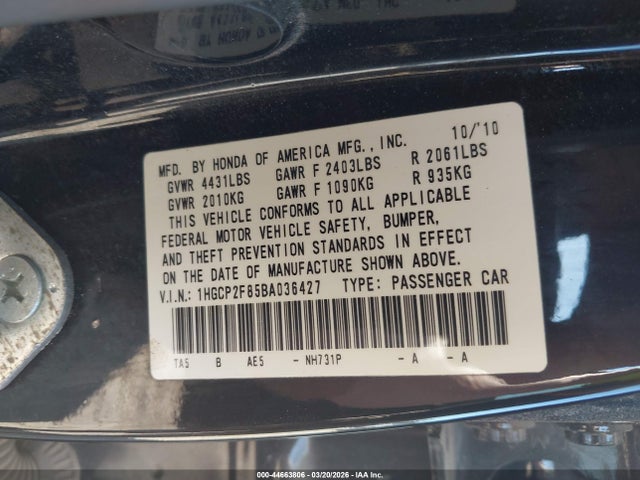 MFD. BY HONDA OF AMERICA MFG., INC. 10/'10
GVWR 4431LBS GAWR F 2403LBS R 2061LBS
GVWR 2010KG GAWR F 1090KG R 935KG
THIS VEHICLE CONFORMS TO ALL APPLICABLE
FEDERAL MOTOR VEHICLE SAFETY, BUMPER,
AND THEFT PREVENTION STANDARDS IN EFFECT
ON THE DATE OF MANUFACTURE SHOWN ABOVE.
V.I.N.: 1HGCP2F65BA036427 TYPE: PASSENGER CAR
TA5 B AE5 - NH731P - A - A
000-44663806 - 03/20/2026 - IAA Inc.